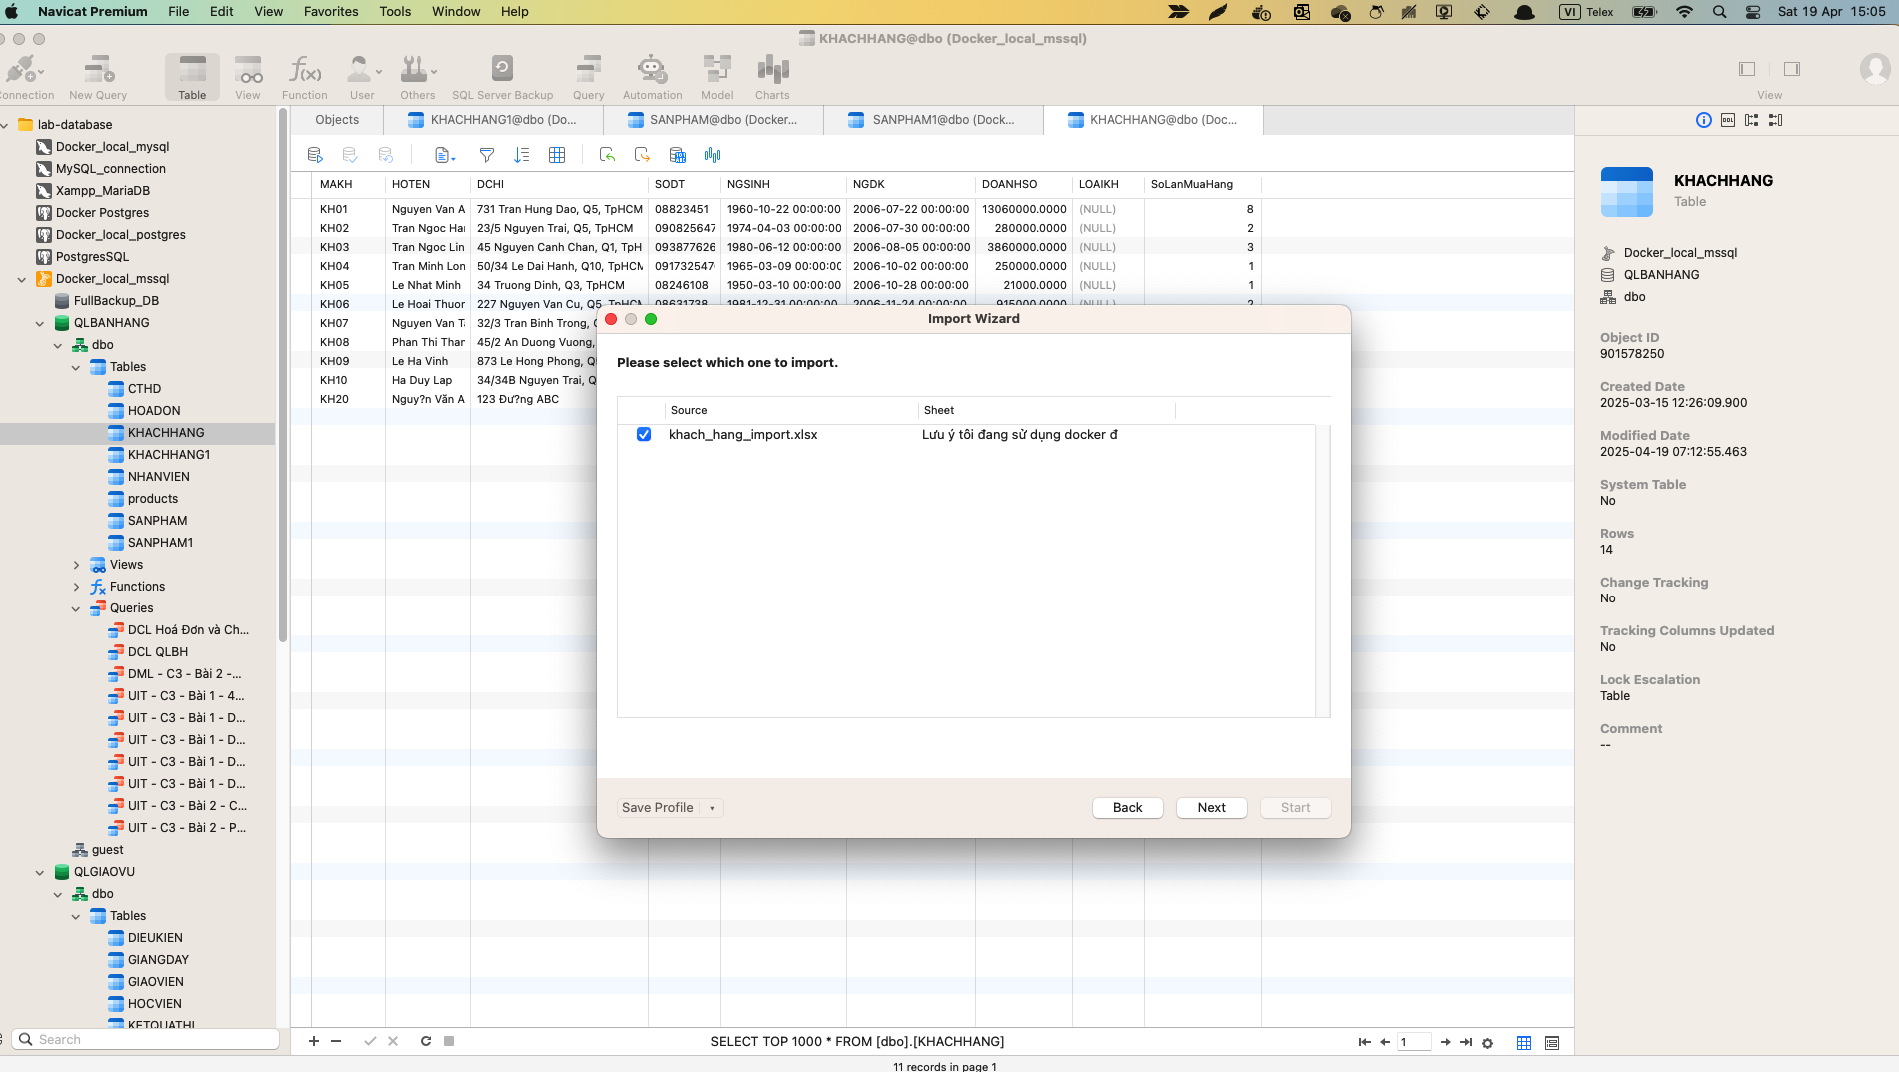 Navicat Premium File Edit View Favorites Tools Window Help VI Telex Sat 19 Apr 15:05
KHACHHANG@dbo (Docker_local_mssql)
onnection New Query Table View Function User Others SQL Server Backup Query Automation Model Charts View
lab-database
Docker_local_mysql
MySQL_connection
Xampp_MariaDB
Docker Postgres
Docker_local_postgres
PostgresSQL
Docker_local_mssql
FullBackup_DB
QLBANHANG
dbo
Tables
CTHD
HOADON
KHACHHANG
KHACHHANG1
NHANVIEN
products
SANPHAM
SANPHAM1
Views
Functions
Queries
DCL Hoá Đơn và Ch...
DCL QLBH
DML - C3 - Bài 2 -...
UIT - C3 - Bài 1 - 4...
UIT - C3 - Bài 1 - D...
UIT - C3 - Bài 1 - D...
UIT - C3 - Bài 1 - D...
UIT - C3 - Bài 1 - D...
UIT - C3 - Bài 2 - C...
UIT - C3 - Bài 2 - P...
guest
QLGIAOVU
dbo
Tables
DIEUKIEN
GIANGDAY
GIAOVIEN
HOCVIEN
KETQUATHI
Search
Objects KHACHHANG1@dbo (Do... SANPHAM@dbo (Docker... SANPHAM1@dbo (Dock... KHACHHANG@dbo (Doc...
MAKH HOTEN DCHI SODT NGSINH NGDK DOANHSO LOAIKH SoLanMuaHang
KH01 Nguyen Van A 731 Tran Hung Dao, Q5, TpHCM 08823451 1960-10-22 00:00:00 2006-07-22 00:00:00 13060000.0000 (NULL) 8
KH02 Tran Ngoc Han 23/5 Nguyen Trai, Q5, TpHCM 090825647 1974-04-03 00:00:00 2006-07-30 00:00:00 280000.0000 (NULL) 2
KH03 Tran Ngoc Lin 45 Nguyen Canh Chan, Q1, TpH 093877626 1980-06-12 00:00:00 2006-08-05 00:00:00 3860000.0000 (NULL) 3
KH04 Tran Minh Lon 50/34 Le Dai Hanh, Q10, TpHCM 091732547 1965-03-09 00:00:00 2006-10-02 00:00:00 250000.0000 (NULL) 1
KH05 Le Nhat Minh 34 Truong Dinh, Q3, TpHCM 08246108 1950-03-10 00:00:00 2006-10-28 00:00:00 21000.0000 (NULL) 1
KH06 Le Hoai Thuor 227 Nguyen Van Cu, Q5, TpHCM 08631738 1981-12-31 00:00:00 2006-11-24 00:00:00 915000.0000 (NULL) 2
KH07 Nguyen Van T 32/3 Tran Binh Trong,
KH08 Phan Thi Than 45/2 An Duong Vuong,
KH09 Le Ha Vinh 873 Le Hong Phong,
KH10 Ha Duy Lap 34/34B Nguyen Trai,
KH20 Nguy?n Văn A 123 Đư?ng ABC
Import Wizard
Please select which one to import.
Source Sheet
khach_hang_import.xlsx Lưu ý tôi đang sử dụng docker đ
Save Profile Back Next Start
SELECT TOP 1000 * FROM [dbo].[KHACHHANG] 1
11 records in page 1
DDL
KHACHHANG
Table
Docker_local_mssql
QLBANHANG
dbo
Object ID
901578250
Created Date
2025-03-15 12:26:09.900
Modified Date
2025-04-19 07:12:55.463
System Table
No
Rows
14
Change Tracking
No
Tracking Columns Updated
No
Lock Escalation
Table
Comment
--